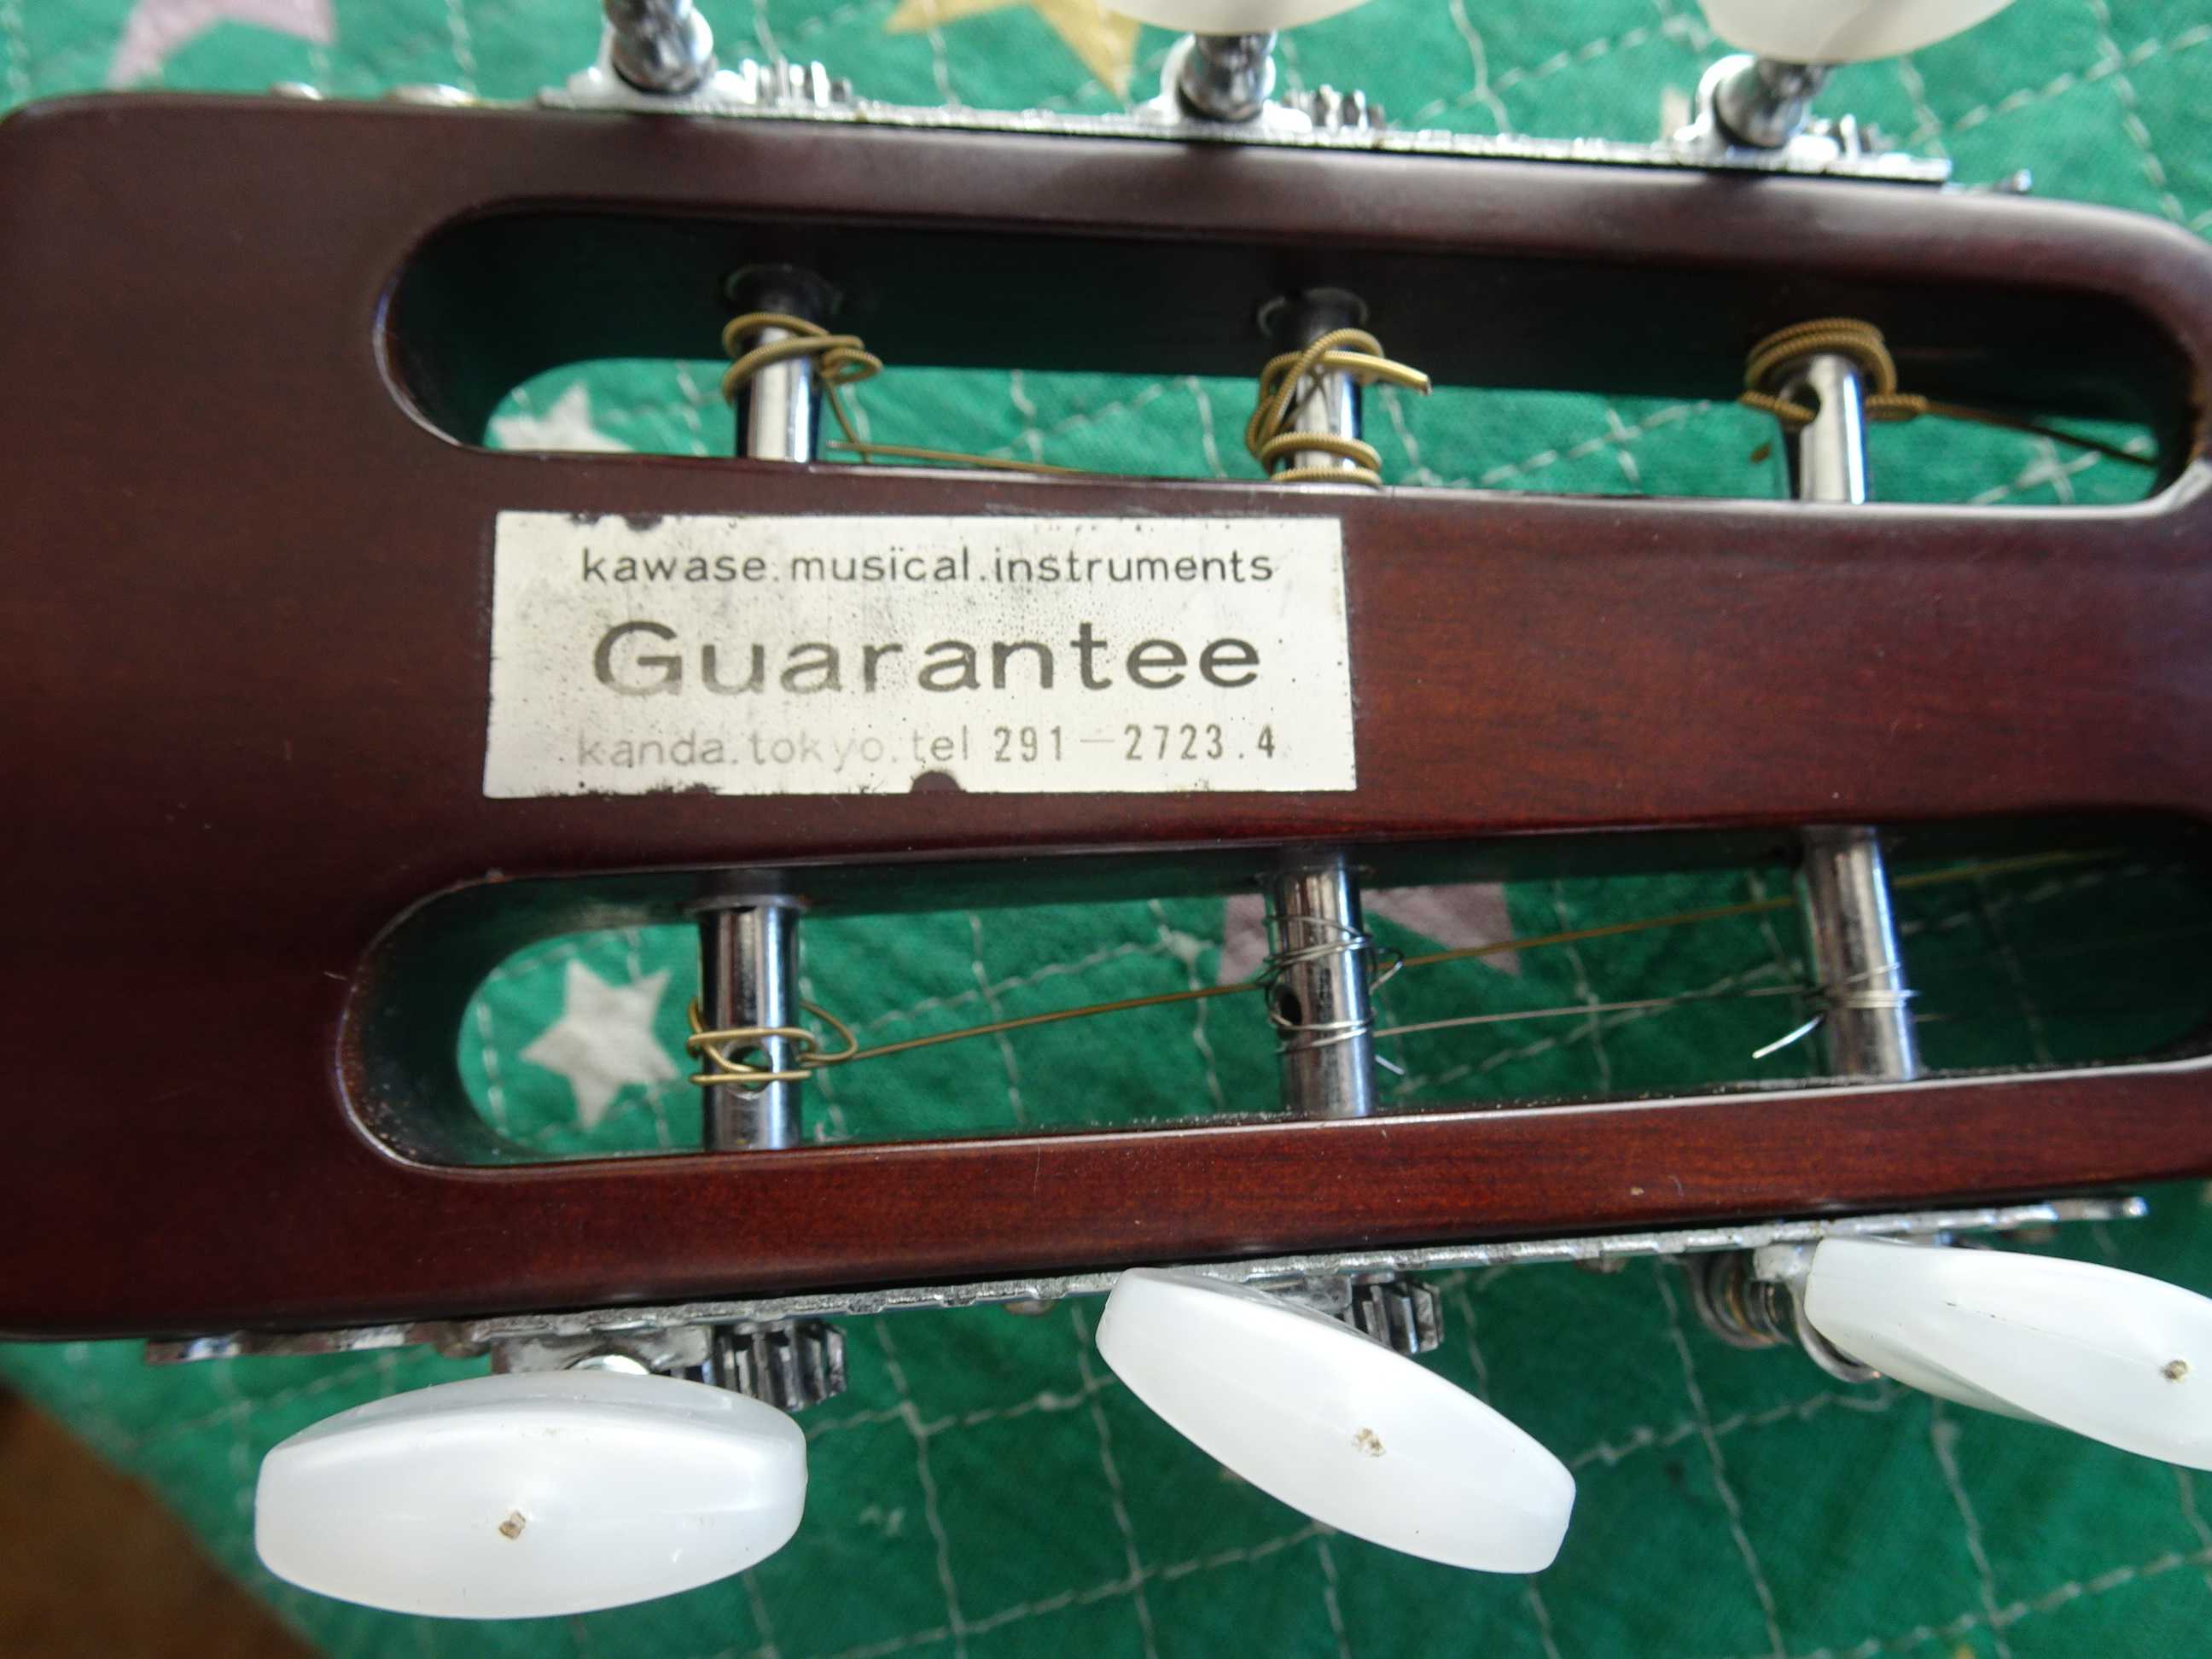 kawase.musical.instruments
Guarantee
kanda.tokyo.tel 291-2723.4